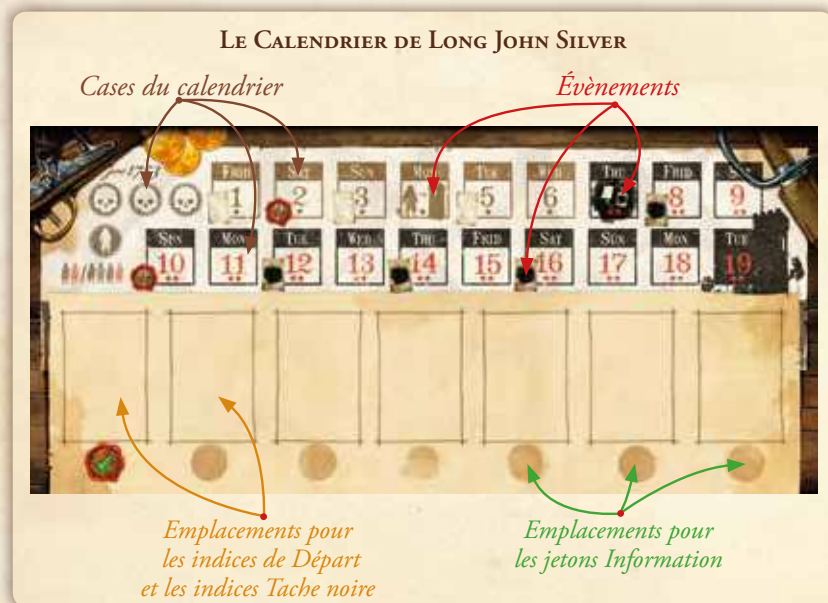 Le Calendrier de Long John Silver
Cases du calendrier
Évènements
Frid Sat Sun Mon Tue Wed Thu Frid
1 2 3 5 6 8 9
Sun Mon Tue Wed Thu Frid Sat Sun Mon Tue
10 11 12 13 14 15 16 17 18 19
Emplacements pour
les indices de Départ
et les indices Tache noire
Emplacements pour
les jetons Information